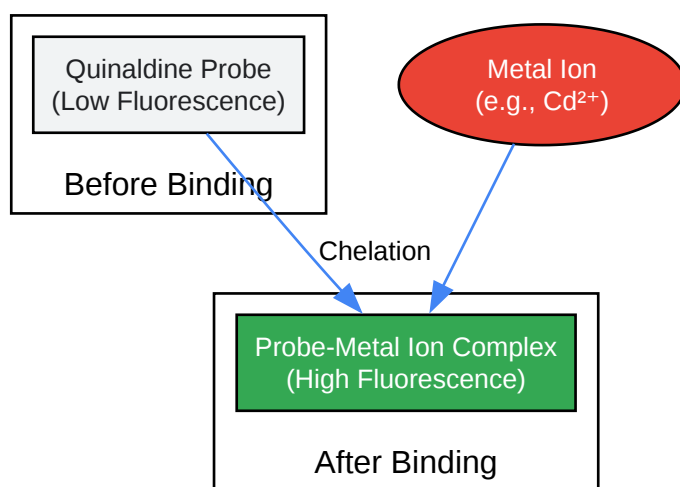 Quinaldine Probe
(Low Fluorescence)
Before Binding
Metal Ion
(e.g., Cd²⁺)
Chelation
Probe-Metal Ion Complex
(High Fluorescence)
After Binding